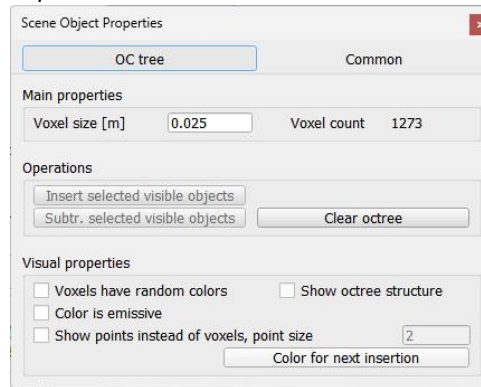 Scene Object Properties
OC tree
Common
Main properties
Voxel size [m] 0.025 Voxel count 1273
Operations
Insert selected visible objects
Subtr. selected visible objects Clear octree
Visual properties
Voxels have random colors Show octree structure
Color is emissive
Show points instead of voxels, point size 2
Color for next insertion